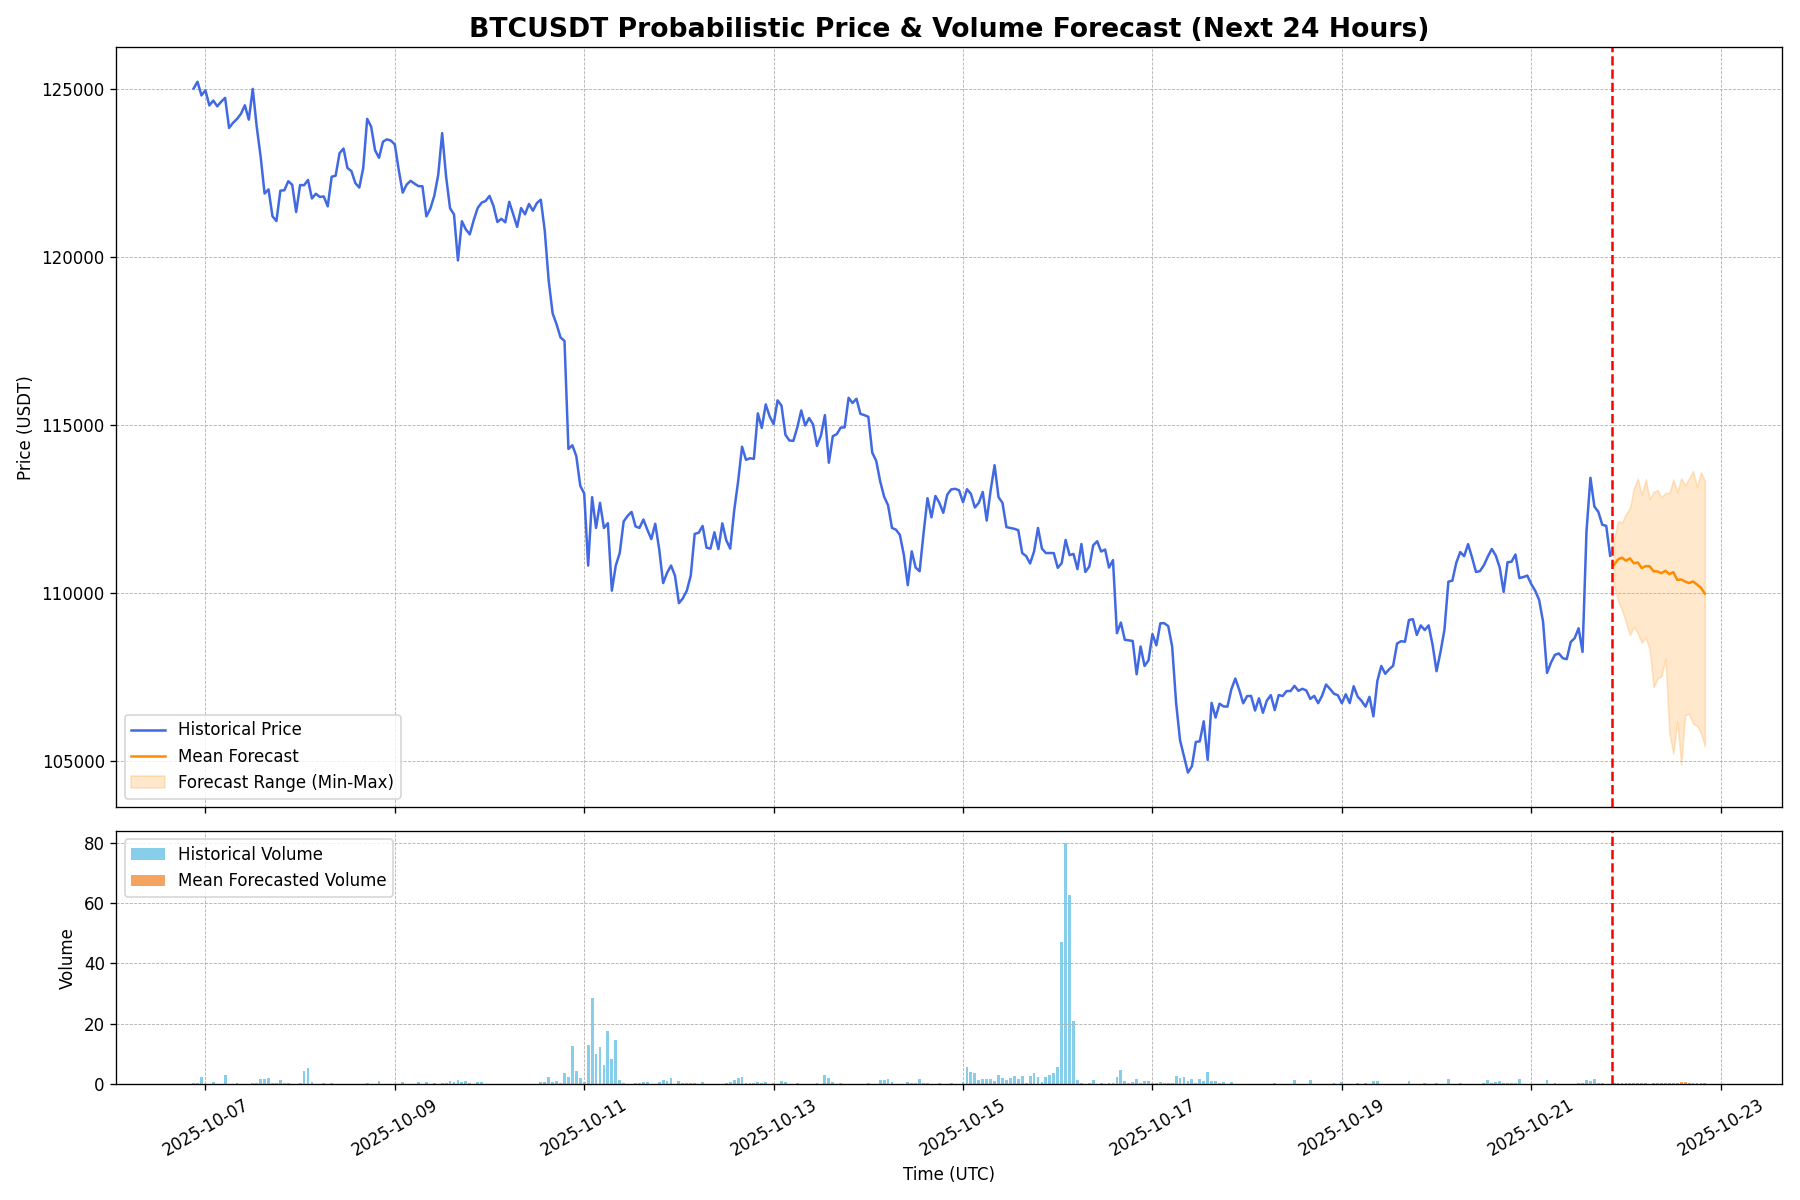 BTCUSDT Probabilistic Price & Volume Forecast (Next 24 Hours)
125000
120000
115000
110000
105000
Price (USDT)
Historical Price
Mean Forecast
Forecast Range (Min-Max)
80
60
40
20
0
Volume
Historical Volume
Mean Forecasted Volume
2025-10-07
2025-10-09
2025-10-11
2025-10-13
2025-10-15
2025-10-17
2025-10-19
2025-10-21
2025-10-23
Time (UTC)